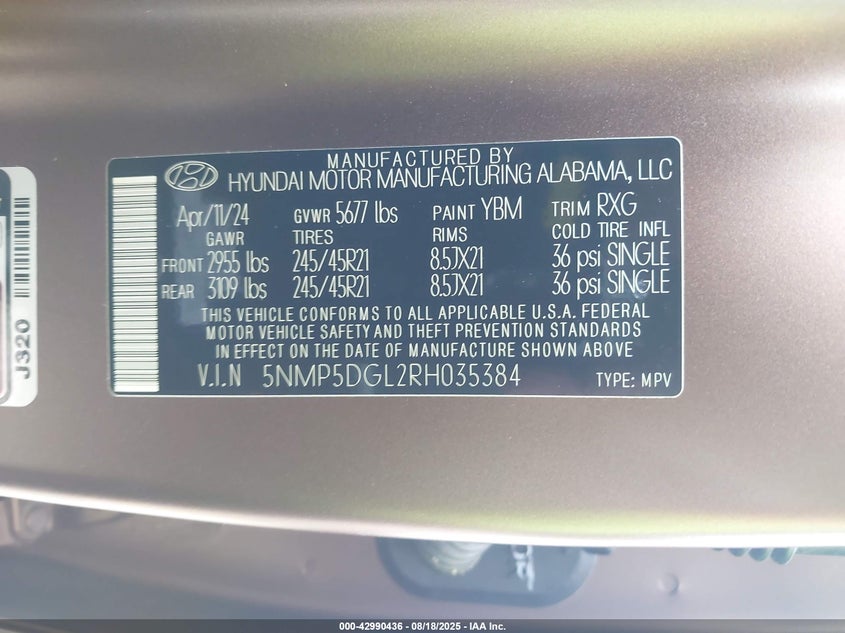 MANUFACTURED BY
HYUNDAI MOTOR MANUFACTURING ALABAMA, LLC
Apr/11/24 GVWR 5677 lbs PAINT YBM TRIM RXG
GAWR TIRES RIMS COLD TIRE INFL
FRONT 2955 lbs 245/45R21 8.5JX21 36 psi SINGLE
REAR 3109 lbs 245/45R21 8.5JX21 36 psi SINGLE
THIS VEHICLE CONFORMS TO ALL APPLICABLE U.S.A. FEDERAL
MOTOR VEHICLE SAFETY AND THEFT PREVENTION STANDARDS
IN EFFECT ON THE DATE OF MANUFACTURE SHOWN ABOVE
V.I.N 5NMP5DGL2RH035384 TYPE: MPV
J320
000-42990436 - 08/18/2025 - IAA Inc.